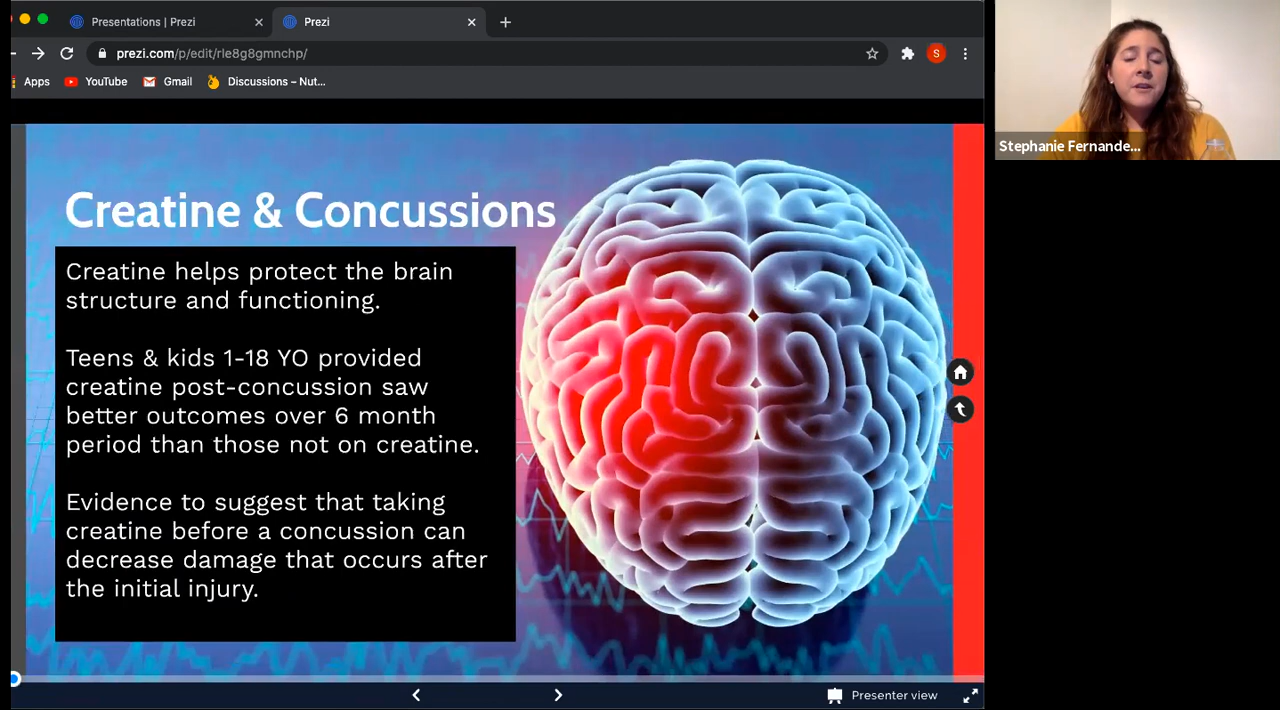 Presentations | Prezi
Prezi
prezi.com/p/edit/rle8g8gmnchp/
S
Apps
YouTube
Gmail
Discussions – Nut...
Stephanie Fernande...
Creatine & Concussions
Creatine helps protect the brain
structure and functioning.
Teens & kids 1-18 YO provided
creatine post-concussion saw
better outcomes over 6 month
period than those not on creatine.
Evidence to suggest that taking
creatine before a concussion can
decrease damage that occurs after
the initial injury.
Presenter view